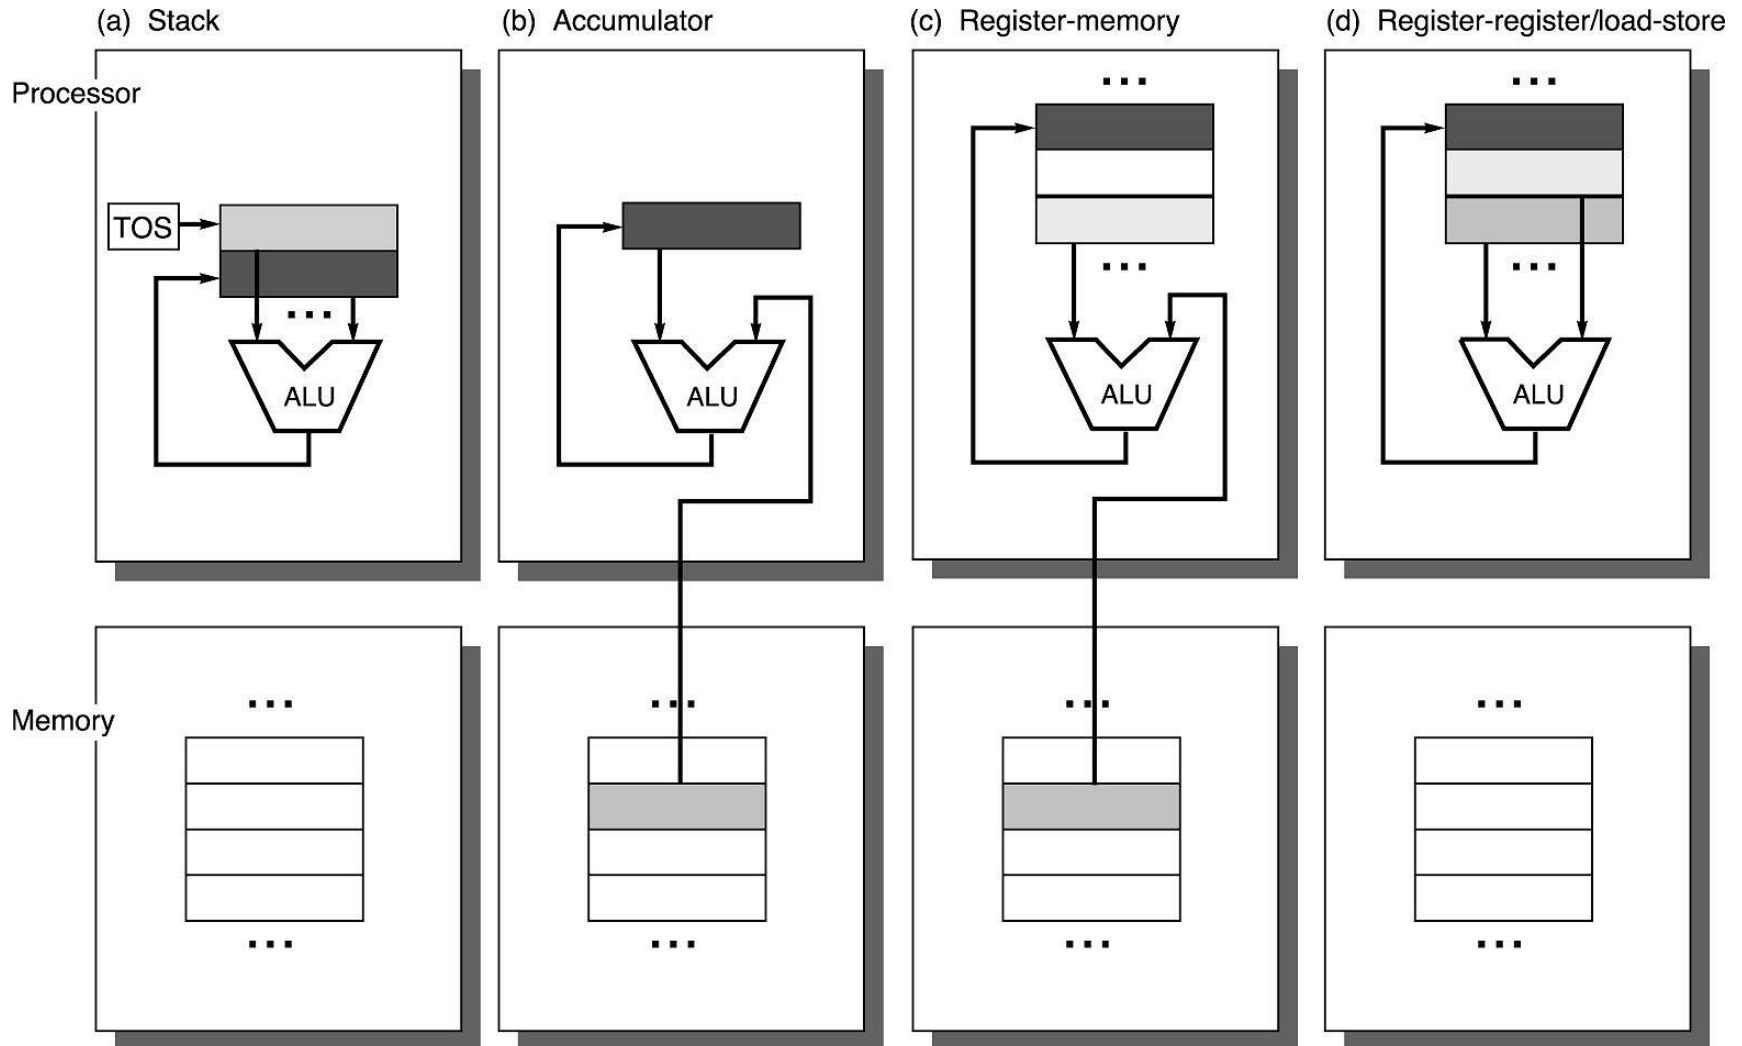 (a) Stack
(b) Accumulator
(c) Register-memory
(d) Register-register/load-store
Processor
TOS
...
...
...
...
...
ALU
ALU
ALU
ALU
Memory
...
...
...
...
...
...
...
...